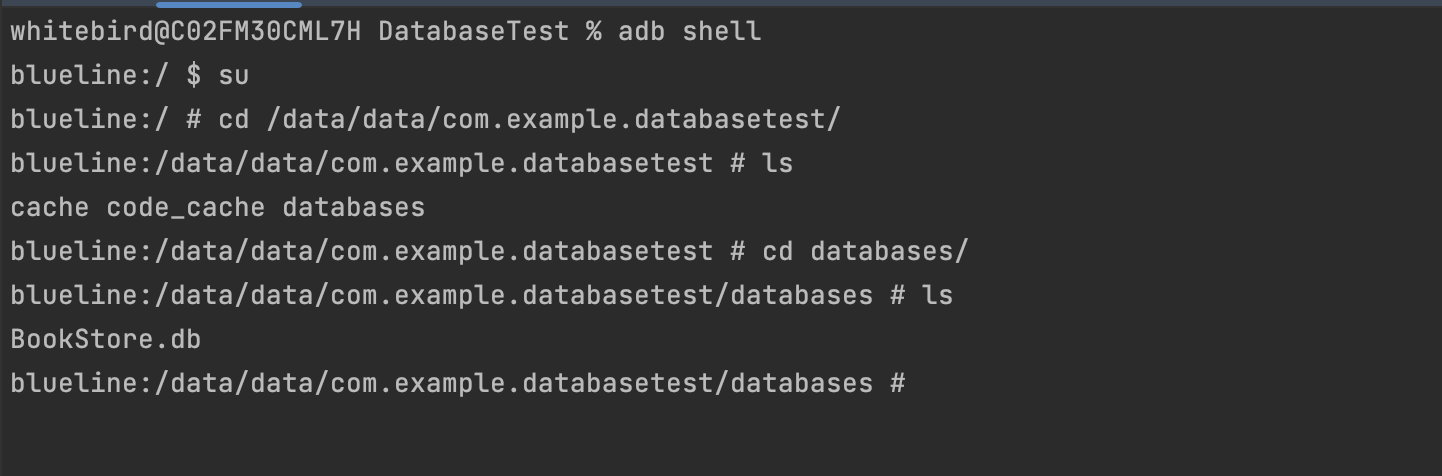 whitebird@C02FM30CML7H DatabaseTest % adb shell
blueline:/ $ su
blueline:/ # cd /data/data/com.example.databasetest/
blueline:/data/data/com.example.databasetest # ls
cache code_cache databases
blueline:/data/data/com.example.databasetest # cd databases/
blueline:/data/data/com.example.databasetest/databases # ls
BookStore.db
blueline:/data/data/com.example.databasetest/databases #